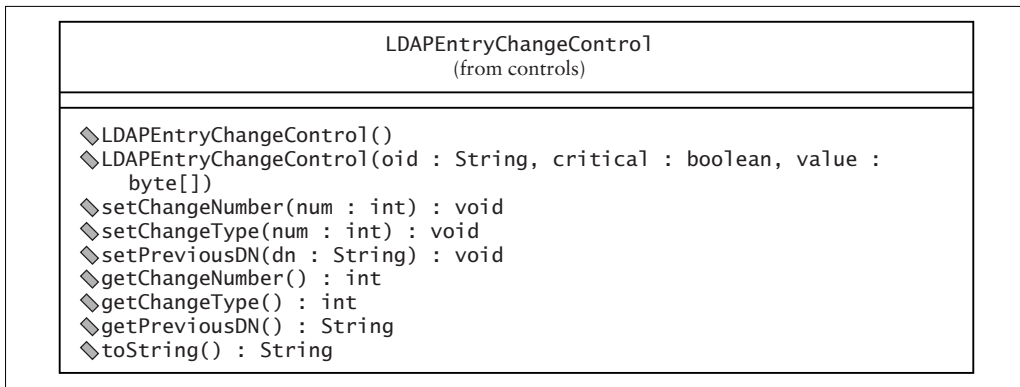 LDAPEntryChangeControl
(from controls)
LDAPEntryChangeControl()
LDAPEntryChangeControl(oid : String, critical : boolean, value :
byte[])
setChangeNumber(num : int) : void
setChangeType(num : int) : void
setPreviousDN(dn : String) : void
getChangeNumber() : int
getChangeType() : int
getPreviousDN() : String
toString() : String